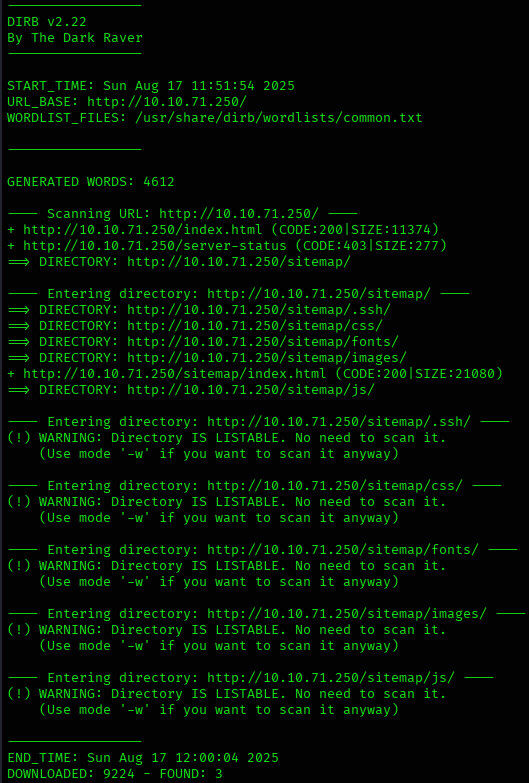 -----------------
DIRB v2.22
By The Dark Raver
-----------------
START_TIME: Sun Aug 17 11:51:54 2025
URL_BASE: http://10.10.71.250/
WORDLIST_FILES: /usr/share/dirb/wordlists/common.txt
-----------------
GENERATED WORDS: 4612
---- Scanning URL: http://10.10.71.250/ ----
+ http://10.10.71.250/index.html (CODE:200|SIZE:11374)
+ http://10.10.71.250/server-status (CODE:403|SIZE:277)
==> DIRECTORY: http://10.10.71.250/sitemap/
---- Entering directory: http://10.10.71.250/sitemap/ ----
==> DIRECTORY: http://10.10.71.250/sitemap/.ssh/
==> DIRECTORY: http://10.10.71.250/sitemap/css/
==> DIRECTORY: http://10.10.71.250/sitemap/fonts/
==> DIRECTORY: http://10.10.71.250/sitemap/images/
+ http://10.10.71.250/sitemap/index.html (CODE:200|SIZE:21080)
==> DIRECTORY: http://10.10.71.250/sitemap/js/
---- Entering directory: http://10.10.71.250/sitemap/.ssh/ ----
(!) WARNING: Directory IS LISTABLE. No need to scan it.
(Use mode '-w' if you want to scan it anyway)
---- Entering directory: http://10.10.71.250/sitemap/css/ ----
(!) WARNING: Directory IS LISTABLE. No need to scan it.
(Use mode '-w' if you want to scan it anyway)
---- Entering directory: http://10.10.71.250/sitemap/fonts/ ----
(!) WARNING: Directory IS LISTABLE. No need to scan it.
(Use mode '-w' if you want to scan it anyway)
---- Entering directory: http://10.10.71.250/sitemap/images/ ----
(!) WARNING: Directory IS LISTABLE. No need to scan it.
(Use mode '-w' if you want to scan it anyway)
---- Entering directory: http://10.10.71.250/sitemap/js/ ----
(!) WARNING: Directory IS LISTABLE. No need to scan it.
(Use mode '-w' if you want to scan it anyway)
-----------------
END_TIME: Sun Aug 17 12:00:04 2025
DOWNLOADED: 9224 - FOUND: 3